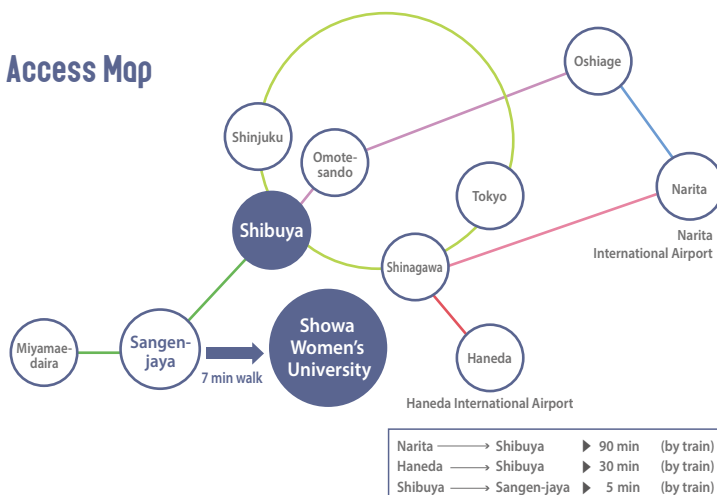 Access Map
Oshiage
Shinjuku
Omote-
sando
Narita
Tokyo
Shibuya
Narita
International Airport
Shinagawa
Showa
Women's
University
Sangen-
jaya
Miyamae-
daira
7 min walk
Haneda
Haneda International Airport
Narita Shibuya 90 min (by train)
Haneda Shibuya 30 min (by train)
Shibuya Sangen-jaya 5 min (by train)